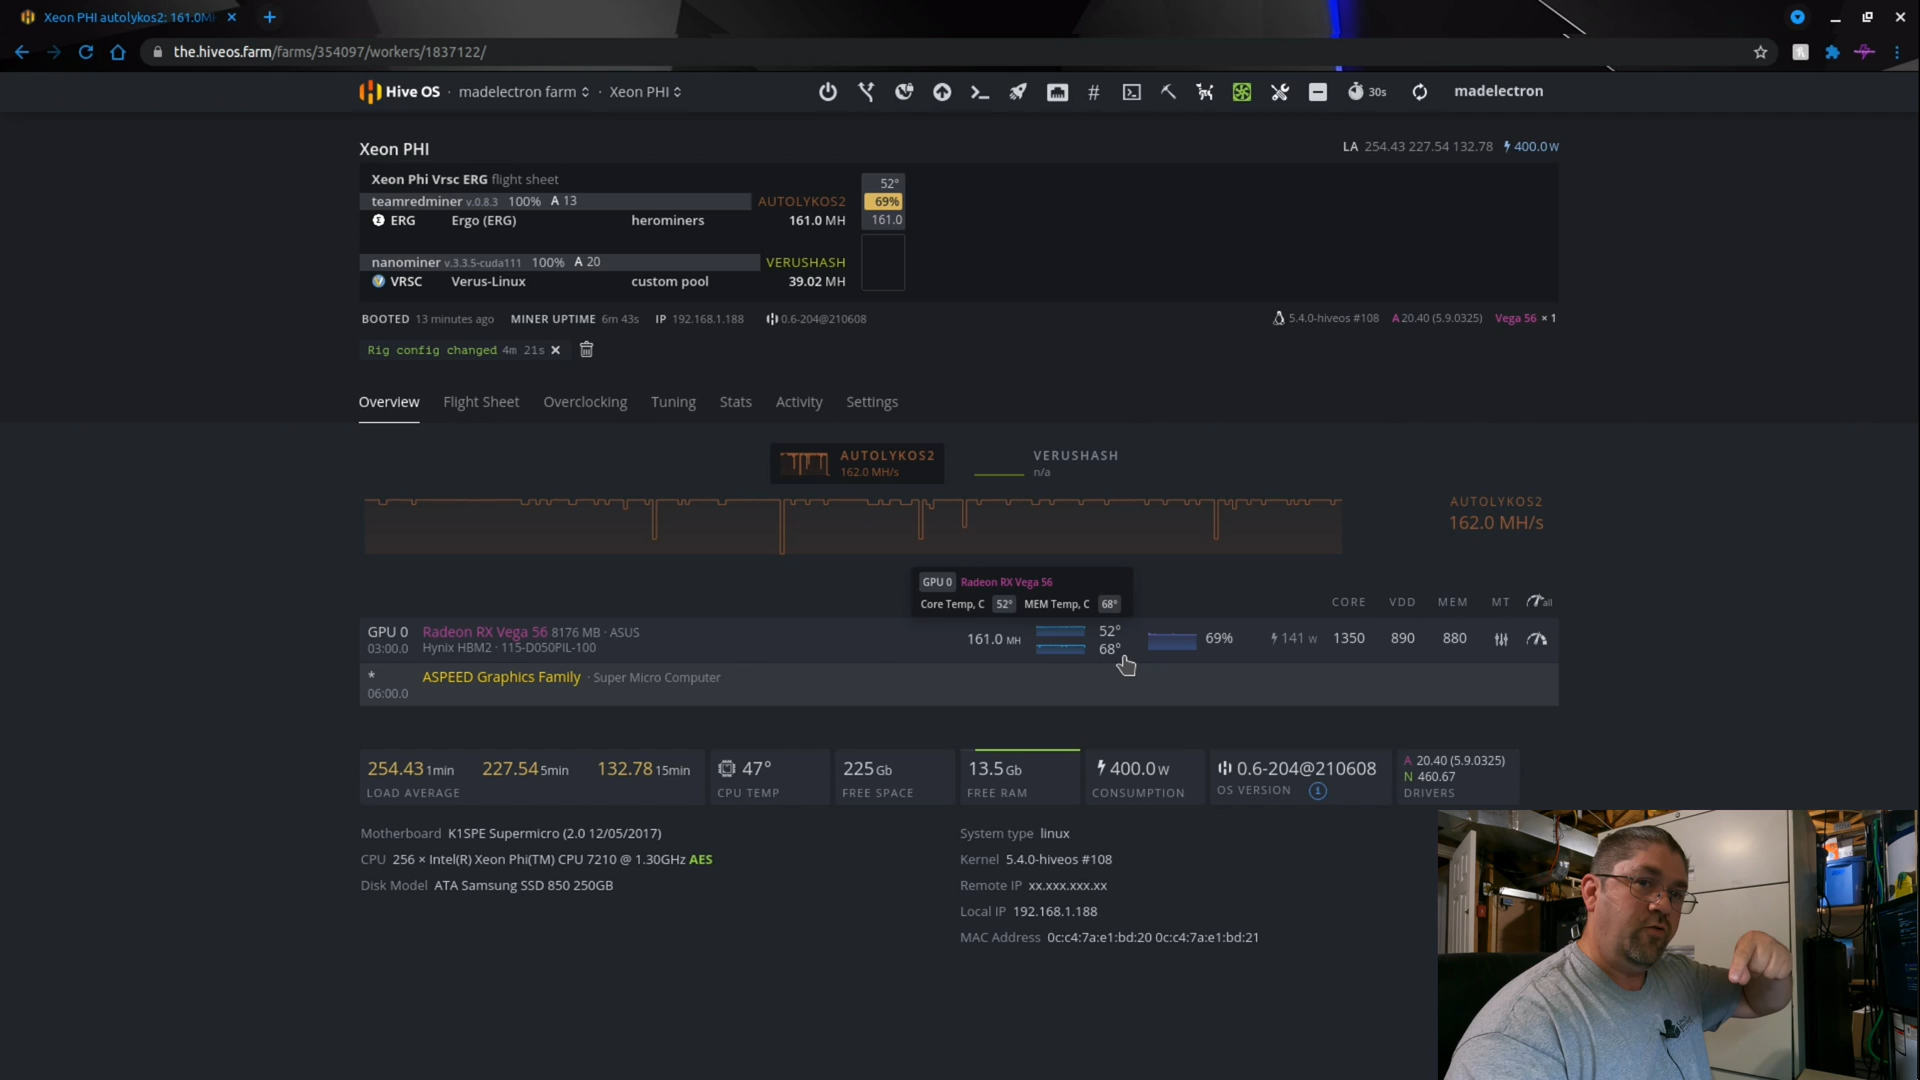 Xeon PHI autolykos2: 161.0M
the.hiveos.farm/farms/354097/workers/1837122/
Hive OS · madelectron farm · Xeon PHI
30s
madelectron
Xeon PHI
LA 254.43 227.54 132.78 400.0 W
Xeon Phi Vrsc ERG flight sheet
52°
teamredminer v.0.8.3 100% A 13 AUTOLYKOS2 69%
ERG Ergo (ERG) herominers 161.0 MH 161.0
nanominer v.3.3.5-cuda111 100% A 20 VERUSHASH
VRSC Verus-Linux custom pool 39.02 MH
BOOTED 13 minutes ago MINER UPTIME 6m 43s IP 192.168.1.188 0.6-204@210608 5.4.0-hiveos #108 A 20.40 (5.9.0325) Vega 56 × 1
Rig config changed 4m 21s
Overview Flight Sheet Overclocking Tuning Stats Activity Settings
AUTOLYKOS2 VERUSHASH
162.0 MH/s n/a
AUTOLYKOS2
162.0 MH/s
GPU 0 Radeon RX Vega 56
Core Temp, C 52° MEM Temp, C 68°
CORE VDD MEM MT all
GPU 0 Radeon RX Vega 56 8176 MB · ASUS 161.0 MH 52° 69% 141 W 1350 890 880
03:00.0 Hynix HBM2 · 115-D050PIL-100 68°
* ASPEED Graphics Family · Super Micro Computer
06:00.0
254.43 1min 227.54 5min 132.78 15min
LOAD AVERAGE
47°
CPU TEMP
225 Gb
FREE SPACE
13.5 Gb
FREE RAM
400.0 W
CONSUMPTION
0.6-204@210608
OS VERSION
A 20.40 (5.9.0325)
N 460.67
DRIVERS
Motherboard K1SPE Supermicro (2.0 12/05/2017)
CPU 256 × Intel(R) Xeon Phi(TM) CPU 7210 @ 1.30GHz AES
Disk Model ATA Samsung SSD 850 250GB
System type linux
Kernel 5.4.0-hiveos #108
Remote IP xx.xxx.xxx.xx
Local IP 192.168.1.188
MAC Address 0c:c4:7a:e1:bd:20 0c:c4:7a:e1:bd:21